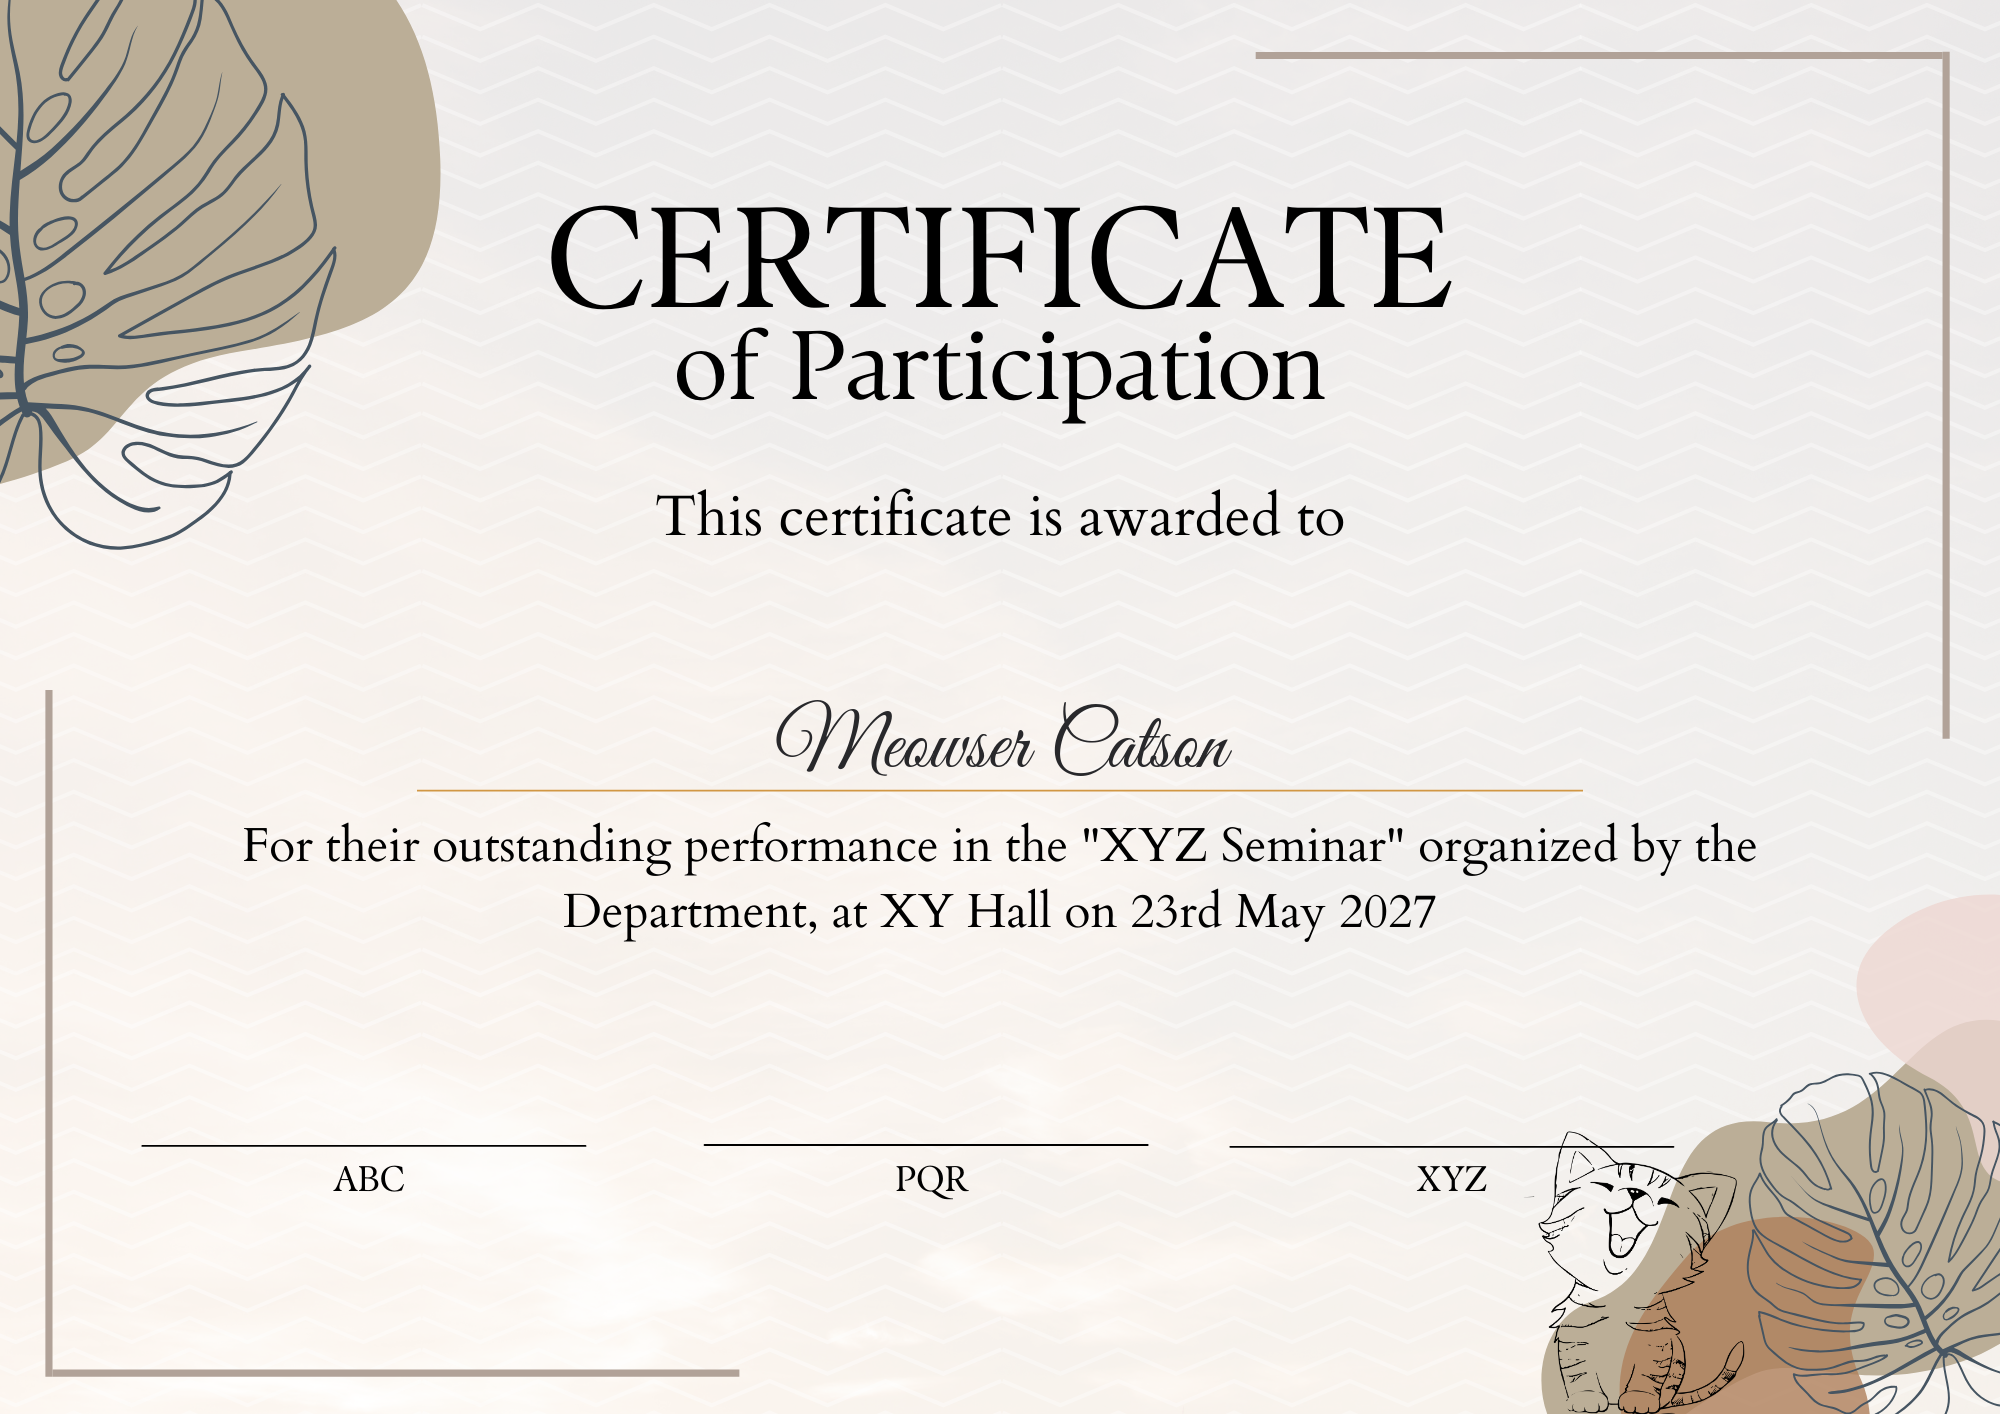 CERTIFICATE
of Participation
This certificate is awarded to
Meowser Catson
For their outstanding performance in the "XYZ Seminar" organized by the
Department, at XY Hall on 23rd May 2027
ABC
PQR
XYZ